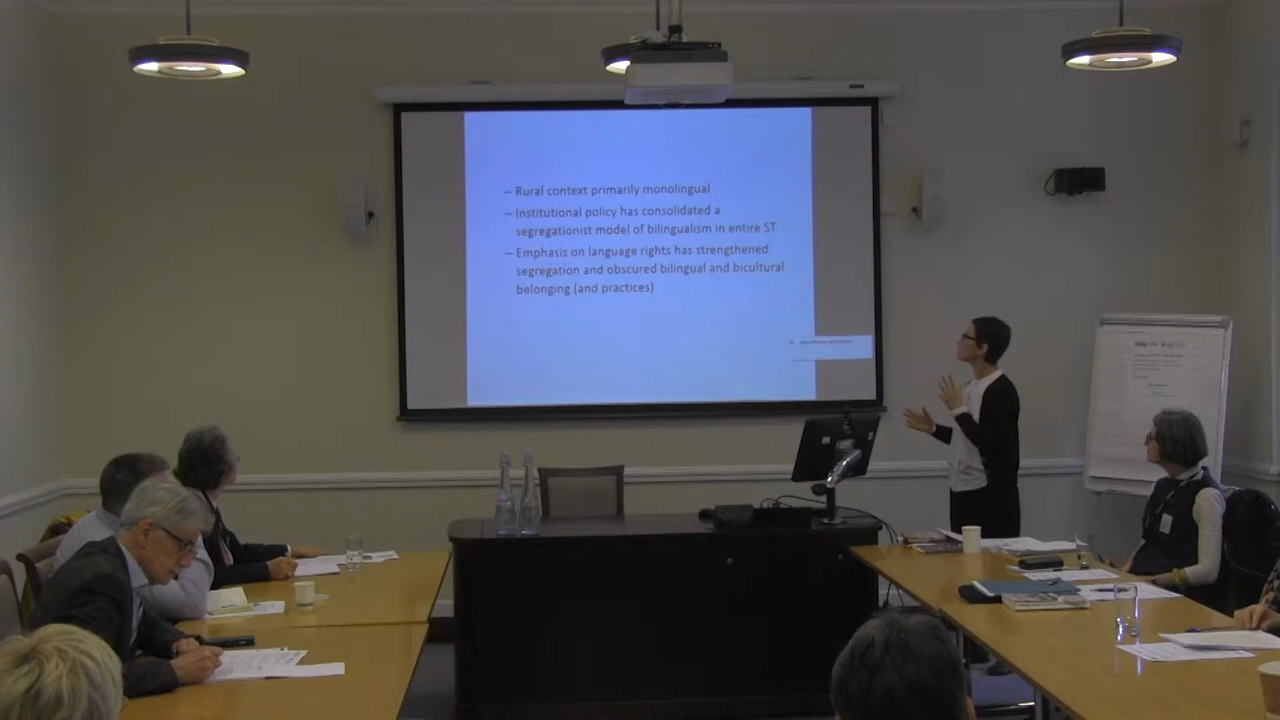 – Rural context primarily monolingual
– Institutional policy has consolidated a
segregationist model of bilingualism in entire ST
– Emphasis on language rights has strengthened
segregation and obscured bilingual and bicultural
belonging (and practices)